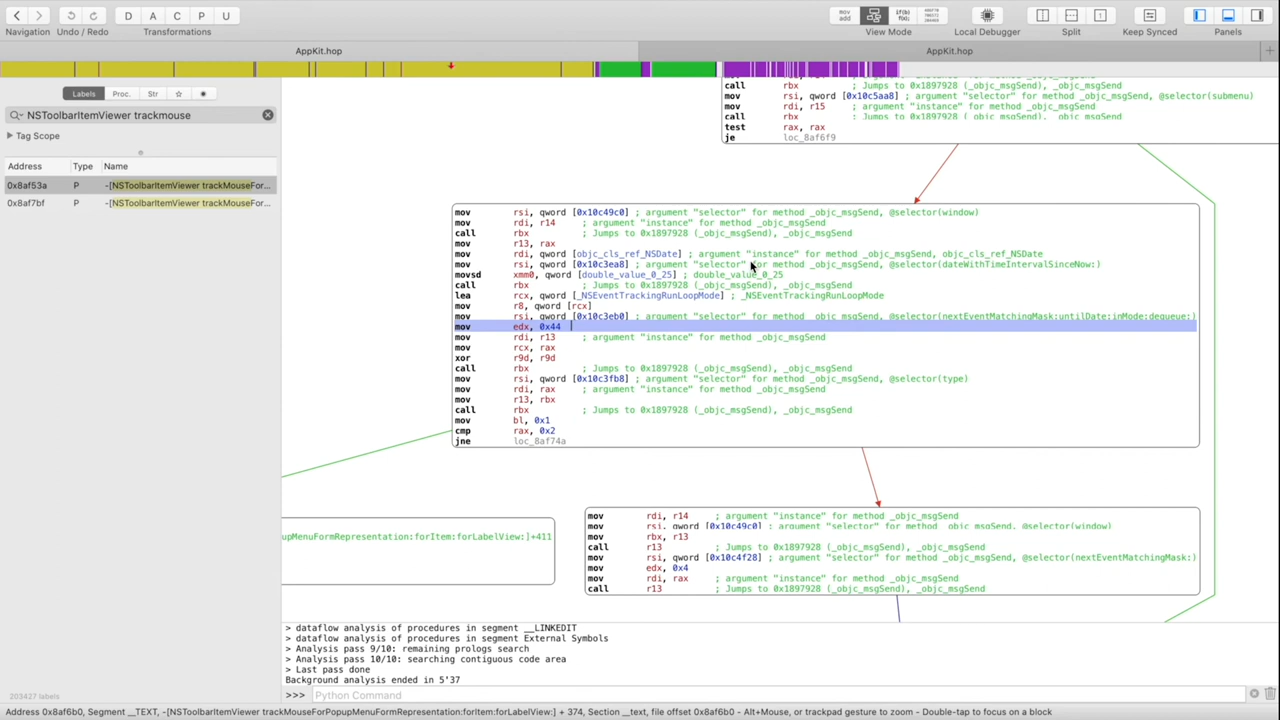 D A C P U
mov add
if(b) f(x);
Navigation Undo / Redo Transformations View Mode Local Debugger Split Keep Synced Panels
AppKit.hop AppKit.hop
Labels Proc. Str
NSToolbarItemViewer trackmouse
Tag Scope
Address Type Name
0x8af53a P -[NSToolbarItemViewer trackMouseFor...
0x8af7bf P -[NSToolbarItemViewer trackMouseFor...
203427 labels
call rbx ; Jumps to 0x1897928 (_objc_msgSend), _objc_msgSend
mov rsi, qword [0x10c5aa8] ; argument "selector" for method _objc_msgSend, @selector(submenu)
mov rdi, r15 ; argument "instance" for method _objc_msgSend
call rbx ; Jumps to 0x1897928 (_objc_msgSend), _objc_msgSend
test rax, rax
je loc_8af6f9
mov rsi, qword [0x10c49c0] ; argument "selector" for method _objc_msgSend, @selector(window)
mov rdi, r14 ; argument "instance" for method _objc_msgSend
call rbx ; Jumps to 0x1897928 (_objc_msgSend), _objc_msgSend
mov r13, rax
mov rdi, qword [objc_cls_ref_NSDate] ; argument "instance" for method _objc_msgSend, objc_cls_ref_NSDate
mov rsi, qword [0x10c3ea8] ; argument "selector" for method _objc_msgSend, @selector(dateWithTimeIntervalSinceNow:)
movsd xmm0, qword [double_value_0_25] ; double_value_0_25
call rbx ; Jumps to 0x1897928 (_objc_msgSend), _objc_msgSend
lea rcx, qword [_NSEventTrackingRunLoopMode] ; _NSEventTrackingRunLoopMode
mov r8, qword [rcx]
mov rsi, qword [0x10c3eb0] ; argument "selector" for method _objc_msgSend, @selector(nextEventMatchingMask:untilDate:inMode:dequeue:)
mov edx, 0x44
mov rdi, r13 ; argument "instance" for method _objc_msgSend
mov rcx, rax
xor r9d, r9d
call rbx ; Jumps to 0x1897928 (_objc_msgSend), _objc_msgSend
mov rsi, qword [0x10c3fb8] ; argument "selector" for method _objc_msgSend, @selector(type)
mov rdi, rax ; argument "instance" for method _objc_msgSend
mov r13, rbx
call rbx ; Jumps to 0x1897928 (_objc_msgSend), _objc_msgSend
mov bl, 0x1
cmp rax, 0x2
jne loc_8af74a
upMenuFormRepresentation:forItem:forLabelView:]+411
mov rdi, r14 ; argument "instance" for method _objc_msgSend
mov rsi, qword [0x10c49c0] ; argument "selector" for method _objc_msgSend, @selector(window)
mov rbx, r13
call r13 ; Jumps to 0x1897928 (_objc_msgSend), _objc_msgSend
mov rsi, qword [0x10c4f28] ; argument "selector" for method _objc_msgSend, @selector(nextEventMatchingMask:)
mov edx, 0x4
mov rdi, rax ; argument "instance" for method _objc_msgSend
call r13 ; Jumps to 0x1897928 (_objc_msgSend), _objc_msgSend
> dataflow analysis of procedures in segment __LINKEDIT
> dataflow analysis of procedures in segment External Symbols
> Analysis pass 9/10: remaining prologs search
> Analysis pass 10/10: searching contiguous code area
> Last pass done
Background analysis ended in 5'37
>>> Python Command
Address 0x8af6b0, Segment __TEXT, -[NSToolbarItemViewer trackMouseForPopupMenuFormRepresentation:forItem:forLabelView:] + 374, Section __text, file offset 0x8af6b0 - Alt+Mouse, or trackpad gesture to zoom - Double-tap to focus on a block